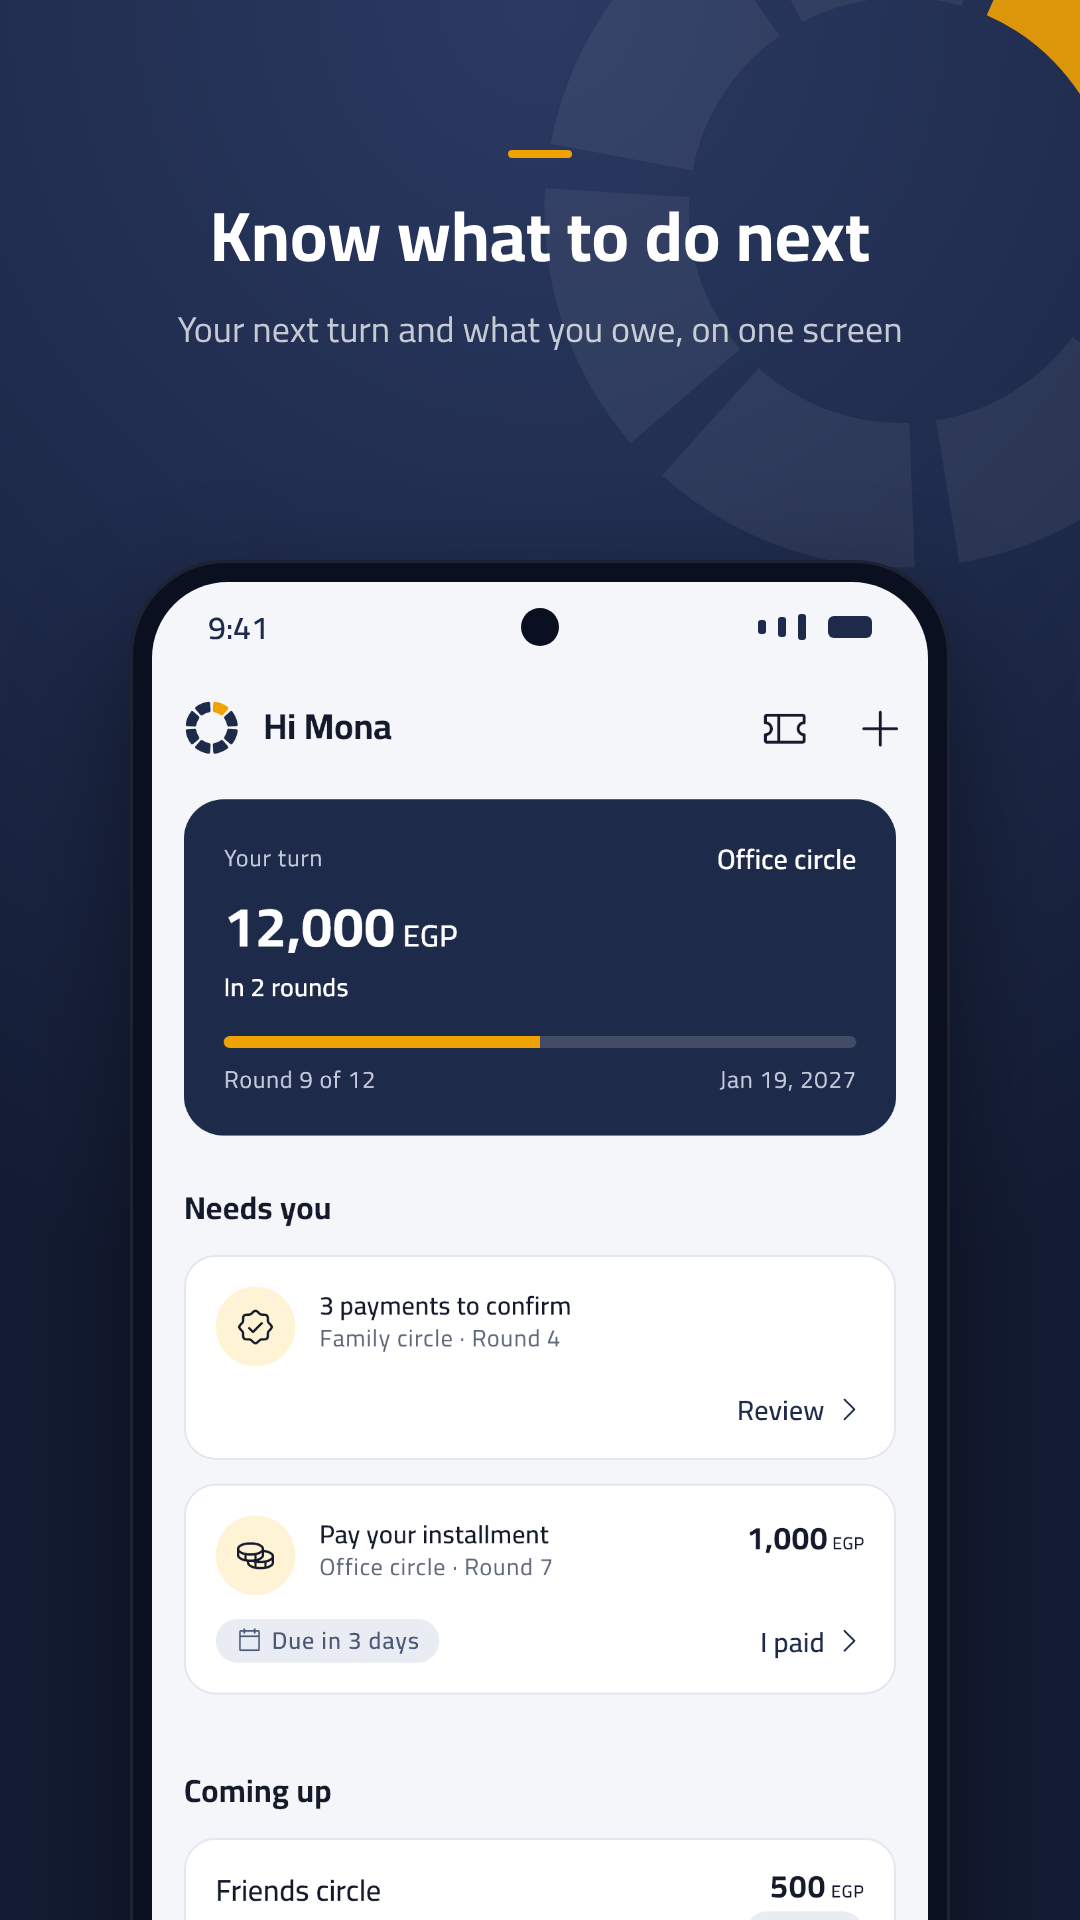 Know what to do next
Your next turn and what you owe, on one screen
9:41
Hi Mona
Your turn
Office circle
12,000 EGP
In 2 rounds
Round 9 of 12
Jan 19, 2027
Needs you
3 payments to confirm
Family circle · Round 4
Review
Pay your installment
1,000 EGP
Office circle · Round 7
Due in 3 days
I paid
Coming up
Friends circle
500 EGP